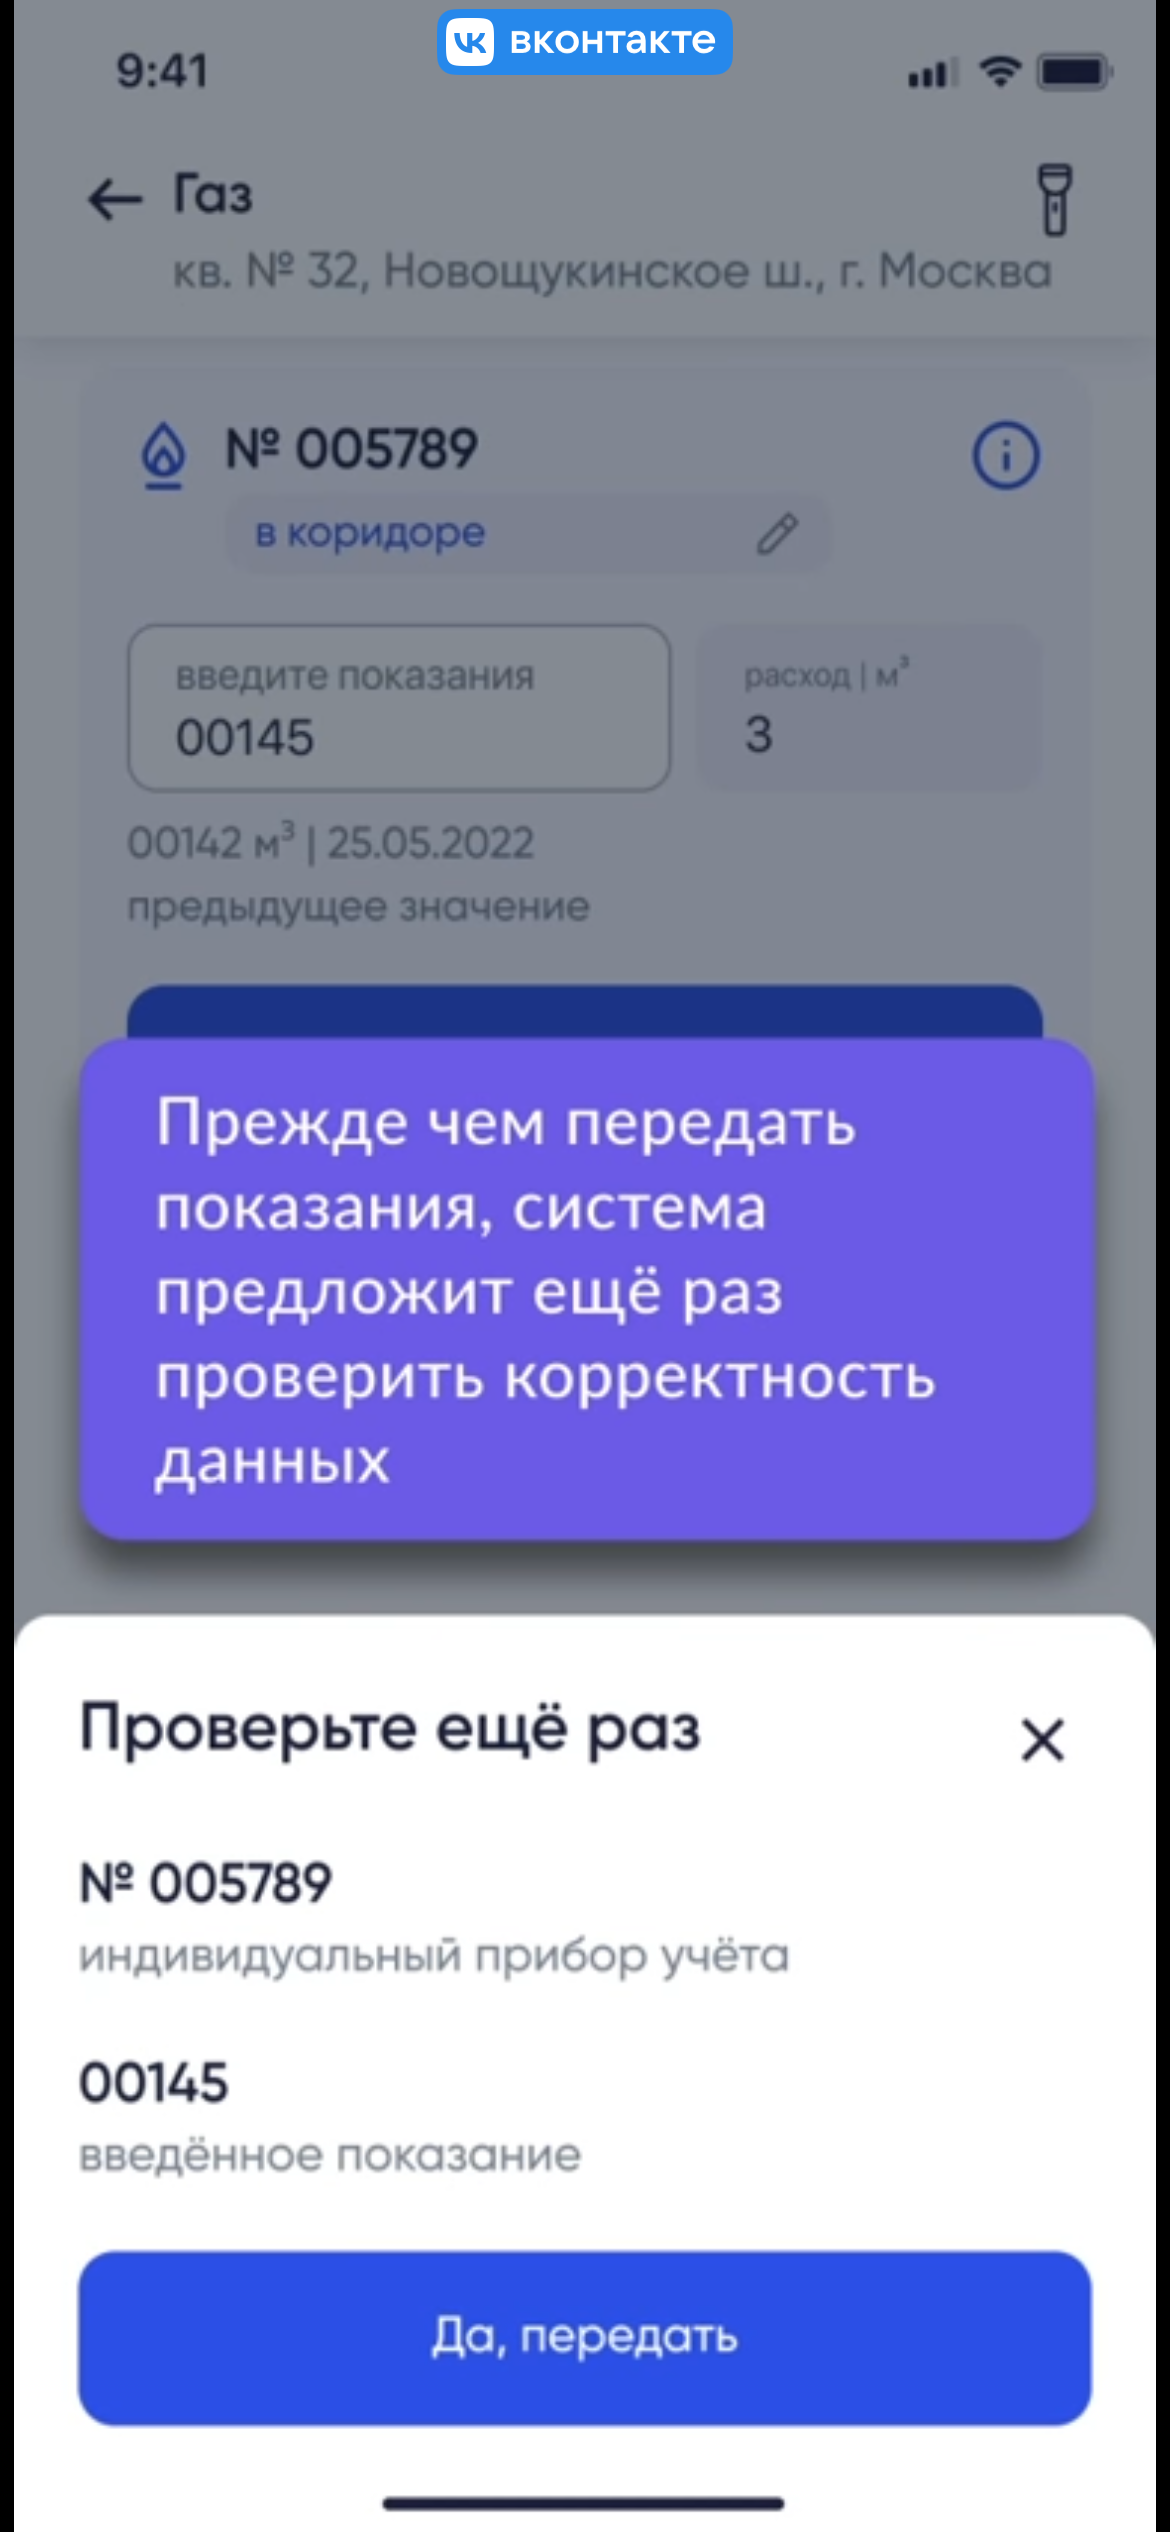 вконтакте
9:41
Газ
кв. № 32, Новощукинское ш., г. Москва
№ 005789
в коридоре
введите показания
00145
расход | м³
3
00142 м³ | 25.05.2022
предыдущее значение
Прежде чем передать
показания, система
предложит ещё раз
проверить корректность
данных
Проверьте ещё раз
№ 005789
индивидуальный прибор учёта
00145
введённое показание
Да, передать